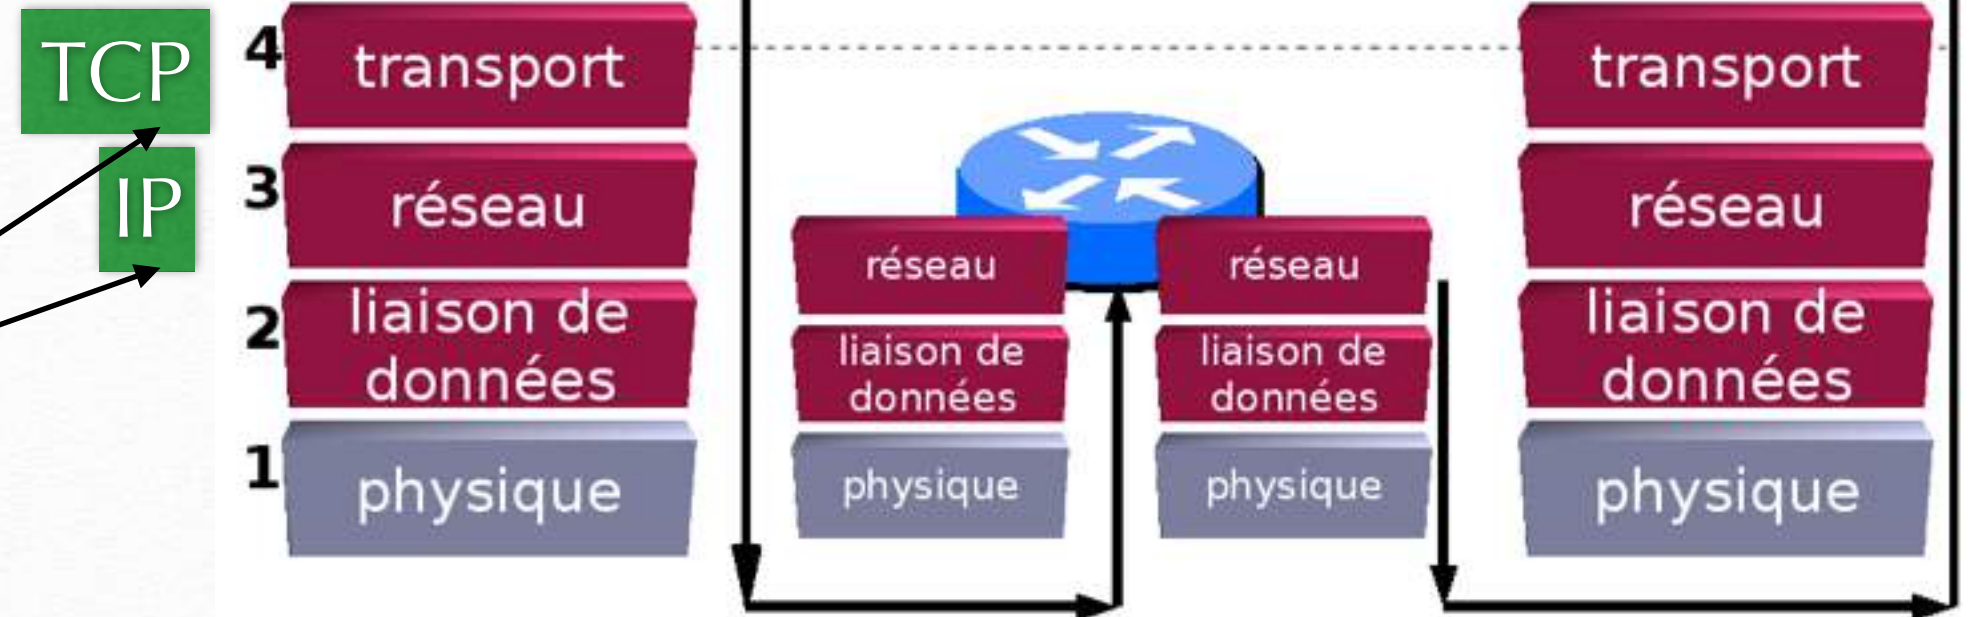 TCP
IP
4
transport
3
réseau
2
liaison de
données
1
physique
réseau
liaison de
données
physique
réseau
liaison de
données
physique
transport
réseau
liaison de
données
physique